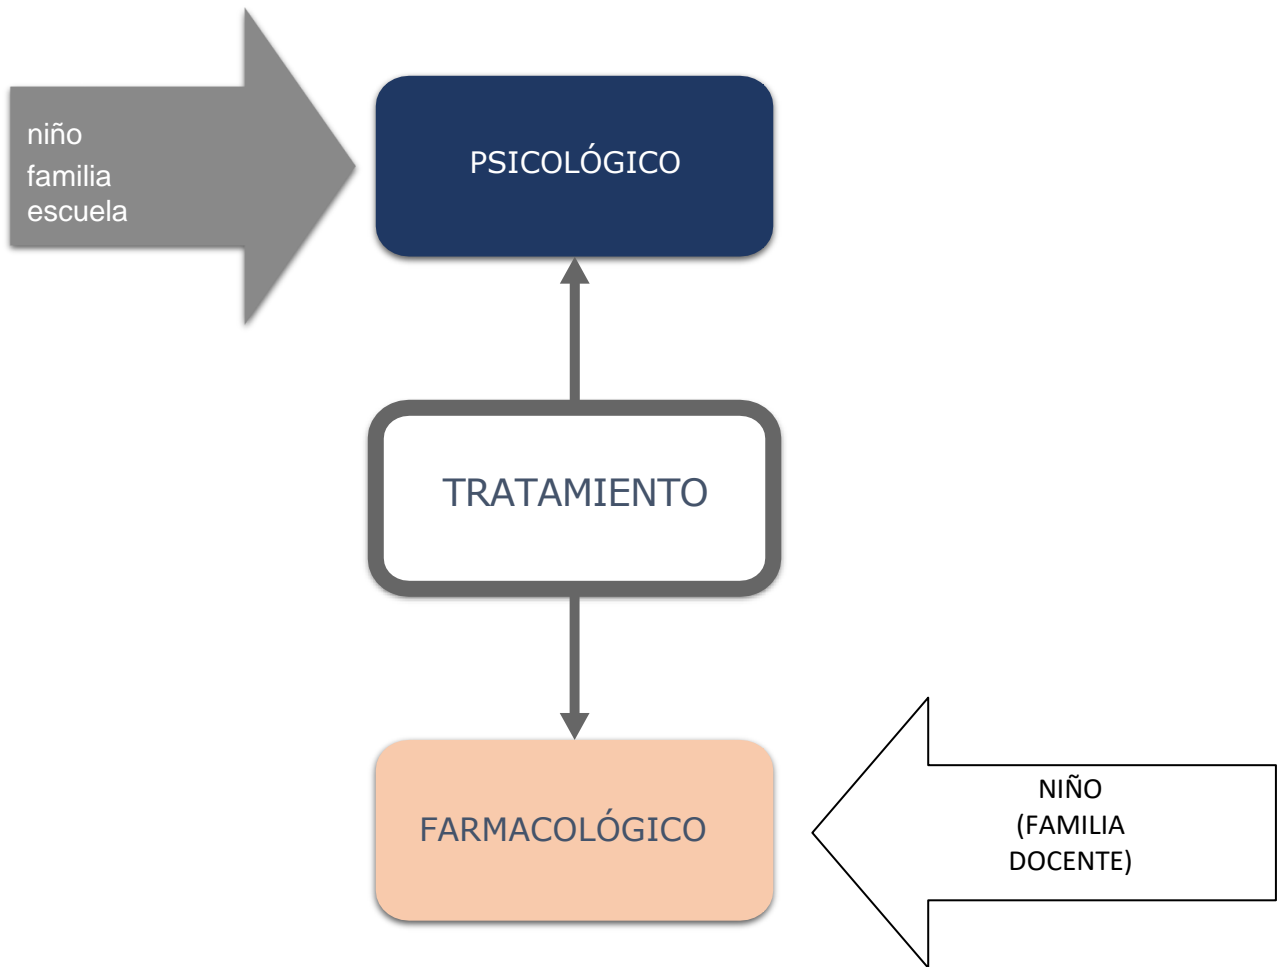 niño
familia
escuela
PSICOLÓGICO
TRATAMIENTO
FARMACOLÓGICO
NIÑO
(FAMILIA
DOCENTE)